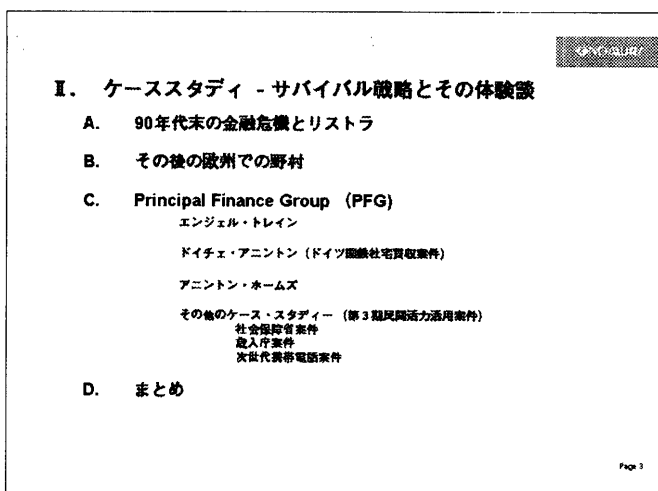 Ⅱ. ケーススタディ - サバイバル戦略とその体験談
A. 90年代末の金融危機とリストラ
B. その後の欧州での野村
C. Principal Finance Group (PFG)
エンジェル・トレイン
ドイチェ・アニントン (ドイツ国鉄社宅買収案件)
アニントン・ホームズ
その他のケース・スタディー (第3期民間活力活用案件)
社会保障省案件
歳入庁案件
次世代携帯電話案件
D. まとめ
Page 3